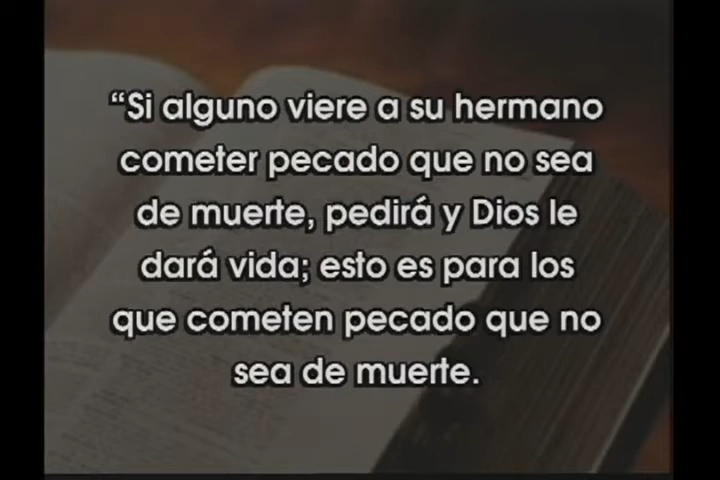 “Si alguno viere a su hermano
cometer pecado que no sea
de muerte, pedirá y Dios le
dará vida; esto es para los
que cometen pecado que no
sea de muerte.